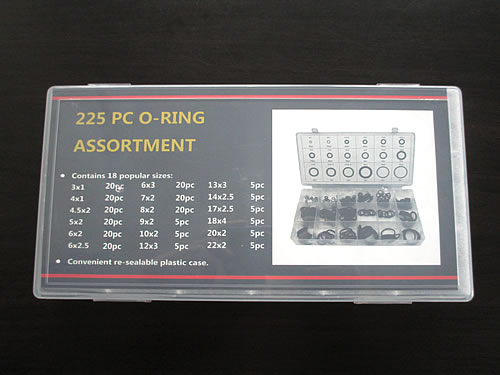 225 PC O-RING
ASSORTMENT
• Contains 18 popular sizes:
3x1 20pc 6x3 20pc 13x3 5pc
4x1 20pc 7x2 20pc 14x2.5 5pc
4.5x2 20pc 8x2 20pc 17x2.5 5pc
5x2 20pc 9x2 5pc 18x4 5pc
6x2 20pc 10x2 5pc 20x2 5pc
6x2.5 20pc 12x3 5pc 22x2 5pc
• Convenient re-sealable plastic case.